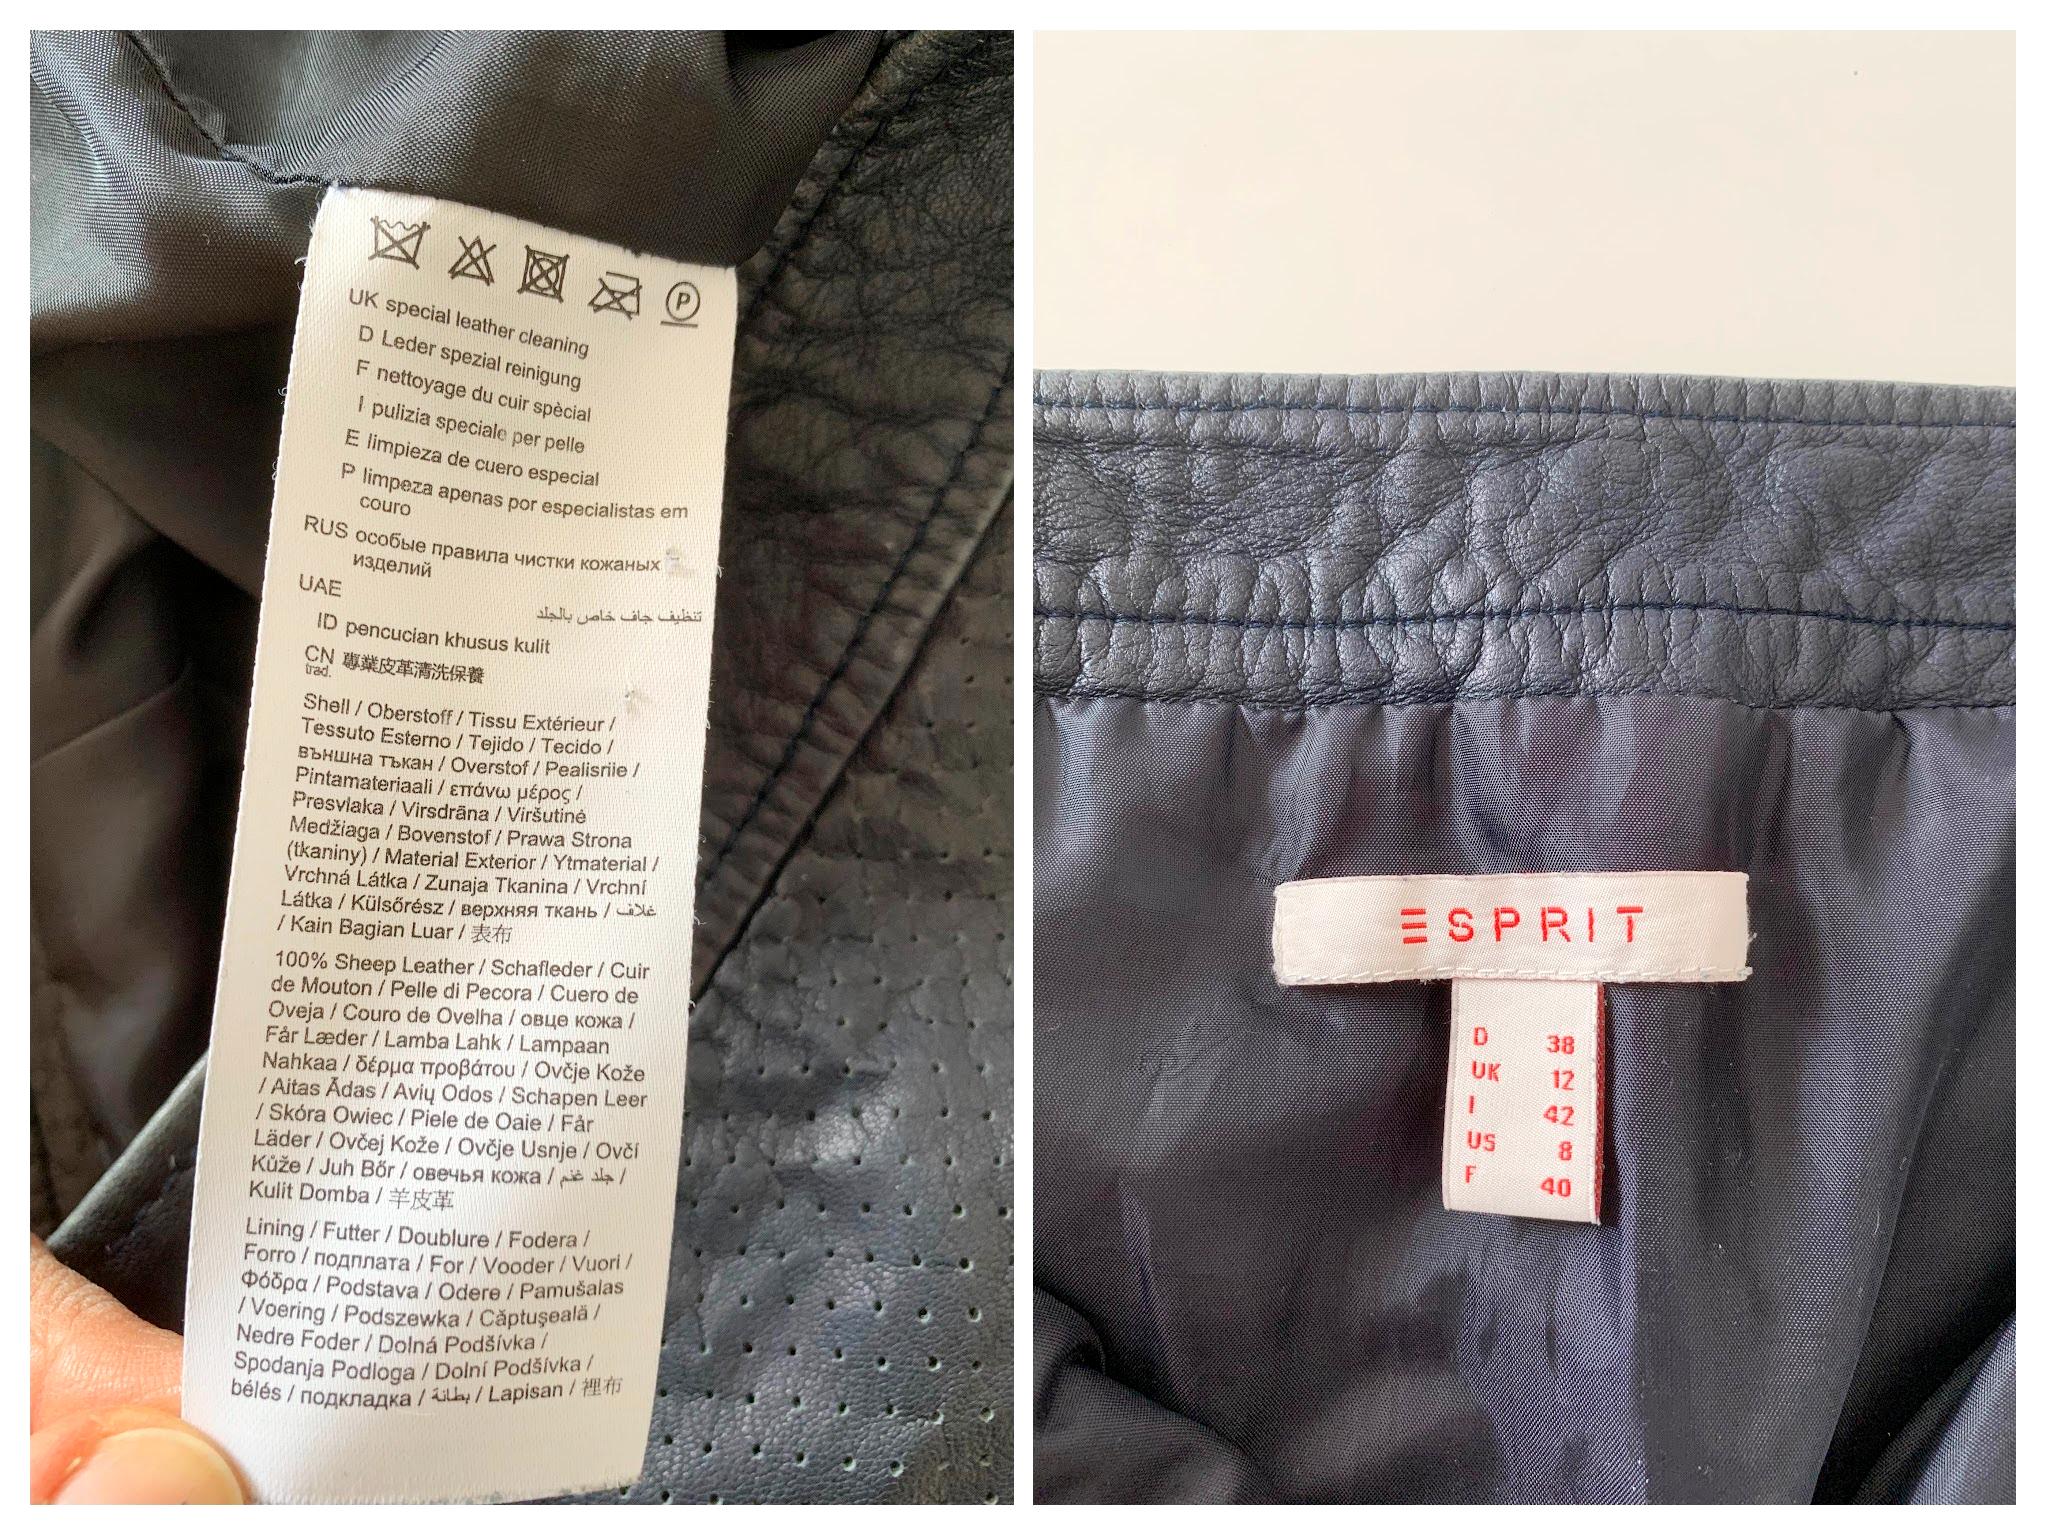 P
UK special leather cleaning
D Leder spezial reinigung
F nettoyage du cuir spècial
I pulizia speciale per pelle
E limpieza de cuero especial
P limpeza apenas por especialistas em
couro
RUS особые правила чистки кожаных
изделий
UAE
تنظيف جاف خاص بالجلد
ID pencucian khusus kulit
CN trad. 專業皮革清洗保養
Shell / Oberstoff / Tissu Extérieur /
Tessuto Esterno / Tejido / Tecido /
външна тъкан / Overstof / Pealisriie /
Pintamateriaali / επάνω μέρος /
Presvlaka / Virsdrāna / Viršutinė
Medžiaga / Bovenstof / Prawa Strona
(tkaniny) / Material Exterior / Ytmaterial /
Vrchná Látka / Zunaja Tkanina / Vrchní
Látka / Külsőrész / верхняя ткань / غلاف
/ Kain Bagian Luar / 表布
100% Sheep Leather / Schafleder / Cuir
de Mouton / Pelle di Pecora / Cuero de
Oveja / Couro de Ovelha / овце кожа /
Får Læder / Lamba Lahk / Lampaan
Nahkaa / δέρμα προβάτου / Ovčje Kože
/ Aitas Ādas / Avių Odos / Schapen Leer
/ Skóra Owiec / Piele de Oaie / Får
Läder / Ovčej Kože / Ovčje Usnje / Ovčí
Kůže / Juh Bőr / овечья кожа / جلد غنم /
Kulit Domba / 羊皮革
Lining / Futter / Doublure / Fodera /
Forro / подплата / For / Vooder / Vuori /
Φόδρα / Podstava / Odere / Pamušalas
/ Voering / Podszewka / Căptuşeală /
Nedre Foder / Dolná Podšívka /
Spodanja Podloga / Dolní Podšívka /
bélés / подкладка / بطانة / Lapisan / 裡布
ESPRIT
D 38
UK 12
I 42
US 8
F 40